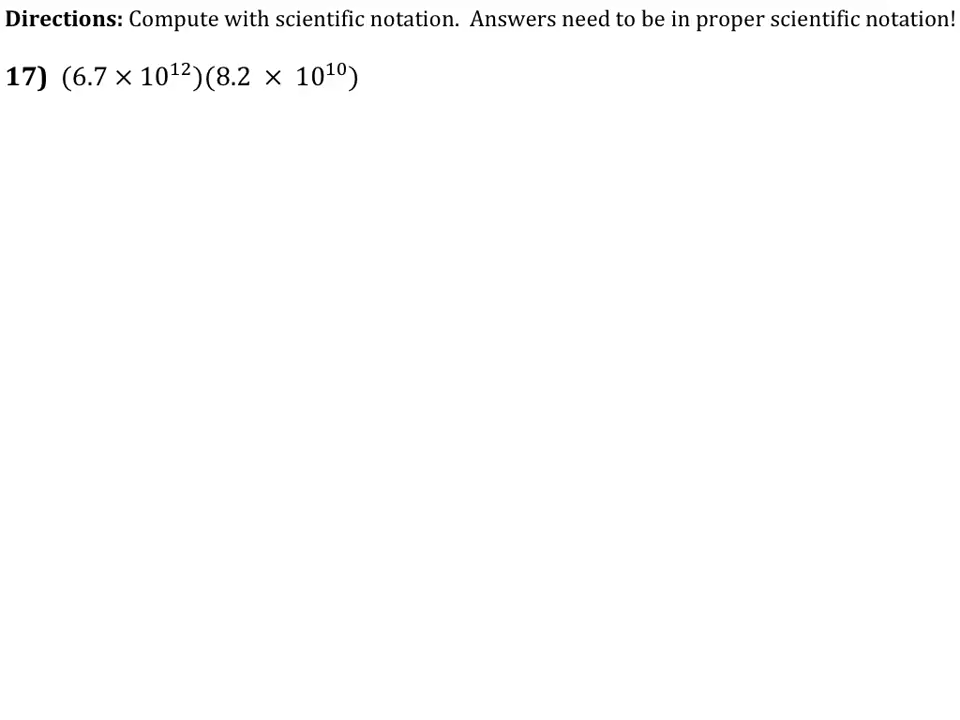 Directions: Compute with scientific notation. Answers need to be in proper scientific notation!
17) (6.7 × 10¹²)(8.2 × 10¹⁰)